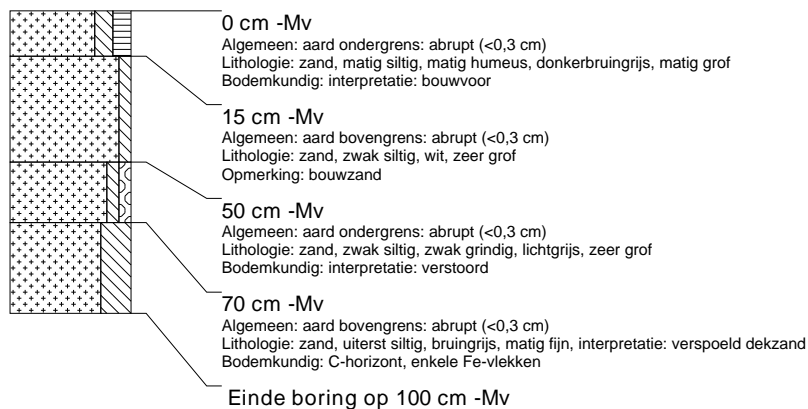 0 cm -Mv
Algemeen: aard ondergrens: abrupt (<0,3 cm)
Lithologie: zand, matig siltig, matig humeus, donkerbruingrijs, matig grof
Bodemkundig: interpretatie: bouwvoor
15 cm -Mv
Algemeen: aard bovengrens: abrupt (<0,3 cm)
Lithologie: zand, zwak siltig, wit, zeer grof
Opmerking: bouwzand
50 cm -Mv
Algemeen: aard ondergrens: abrupt (<0,3 cm)
Lithologie: zand, zwak siltig, zwak grindig, lichtgrijs, zeer grof
Bodemkundig: interpretatie: verstoord
70 cm -Mv
Algemeen: aard bovengrens: abrupt (<0,3 cm)
Lithologie: zand, uiterst siltig, bruingrijs, matig fijn, interpretatie: verspoeld dekzand
Bodemkundig: C-horizont, enkele Fe-vlekken
Einde boring op 100 cm -Mv